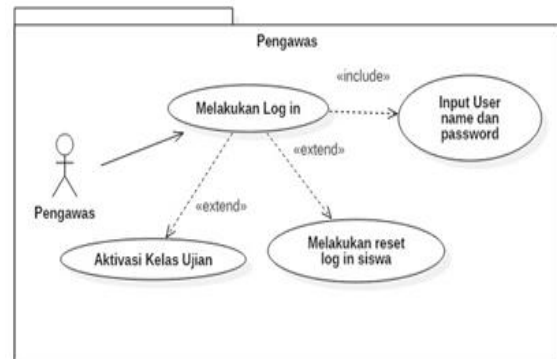 Pengawas
«include»
Melakukan Log in
Input User
name dan
password
«extend»
Pengawas
«extend»
Aktivasi Kelas Ujian
Melakukan reset
log in siswa